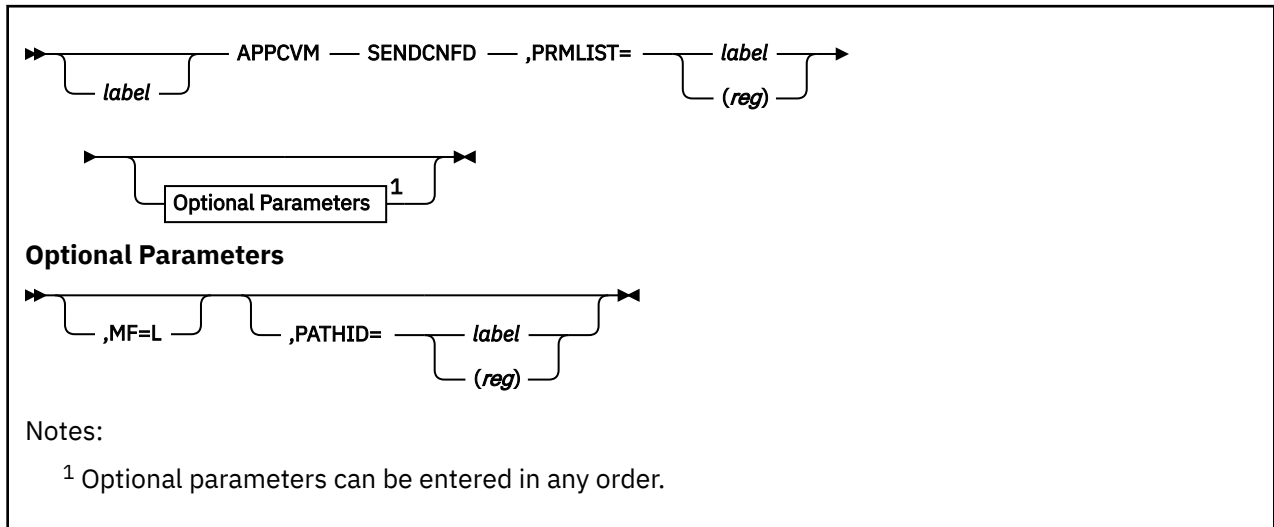 APPCVM SENDCNFD ,PRMLIST= label
label (reg)
Optional Parameters 1
Optional Parameters
,MF=L ,PATHID= label
(reg)
Notes:
1 Optional parameters can be entered in any order.